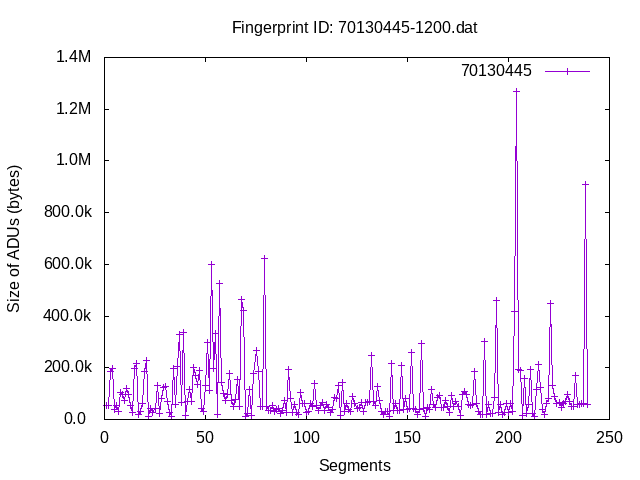 Fingerprint ID: 70130445-1200.dat
1.4M
70130445
1.2M
1.0M
800.0k
600.0k
400.0k
200.0k
0.0
0 50 100 150 200 250
Size of ADUs (bytes)
Segments